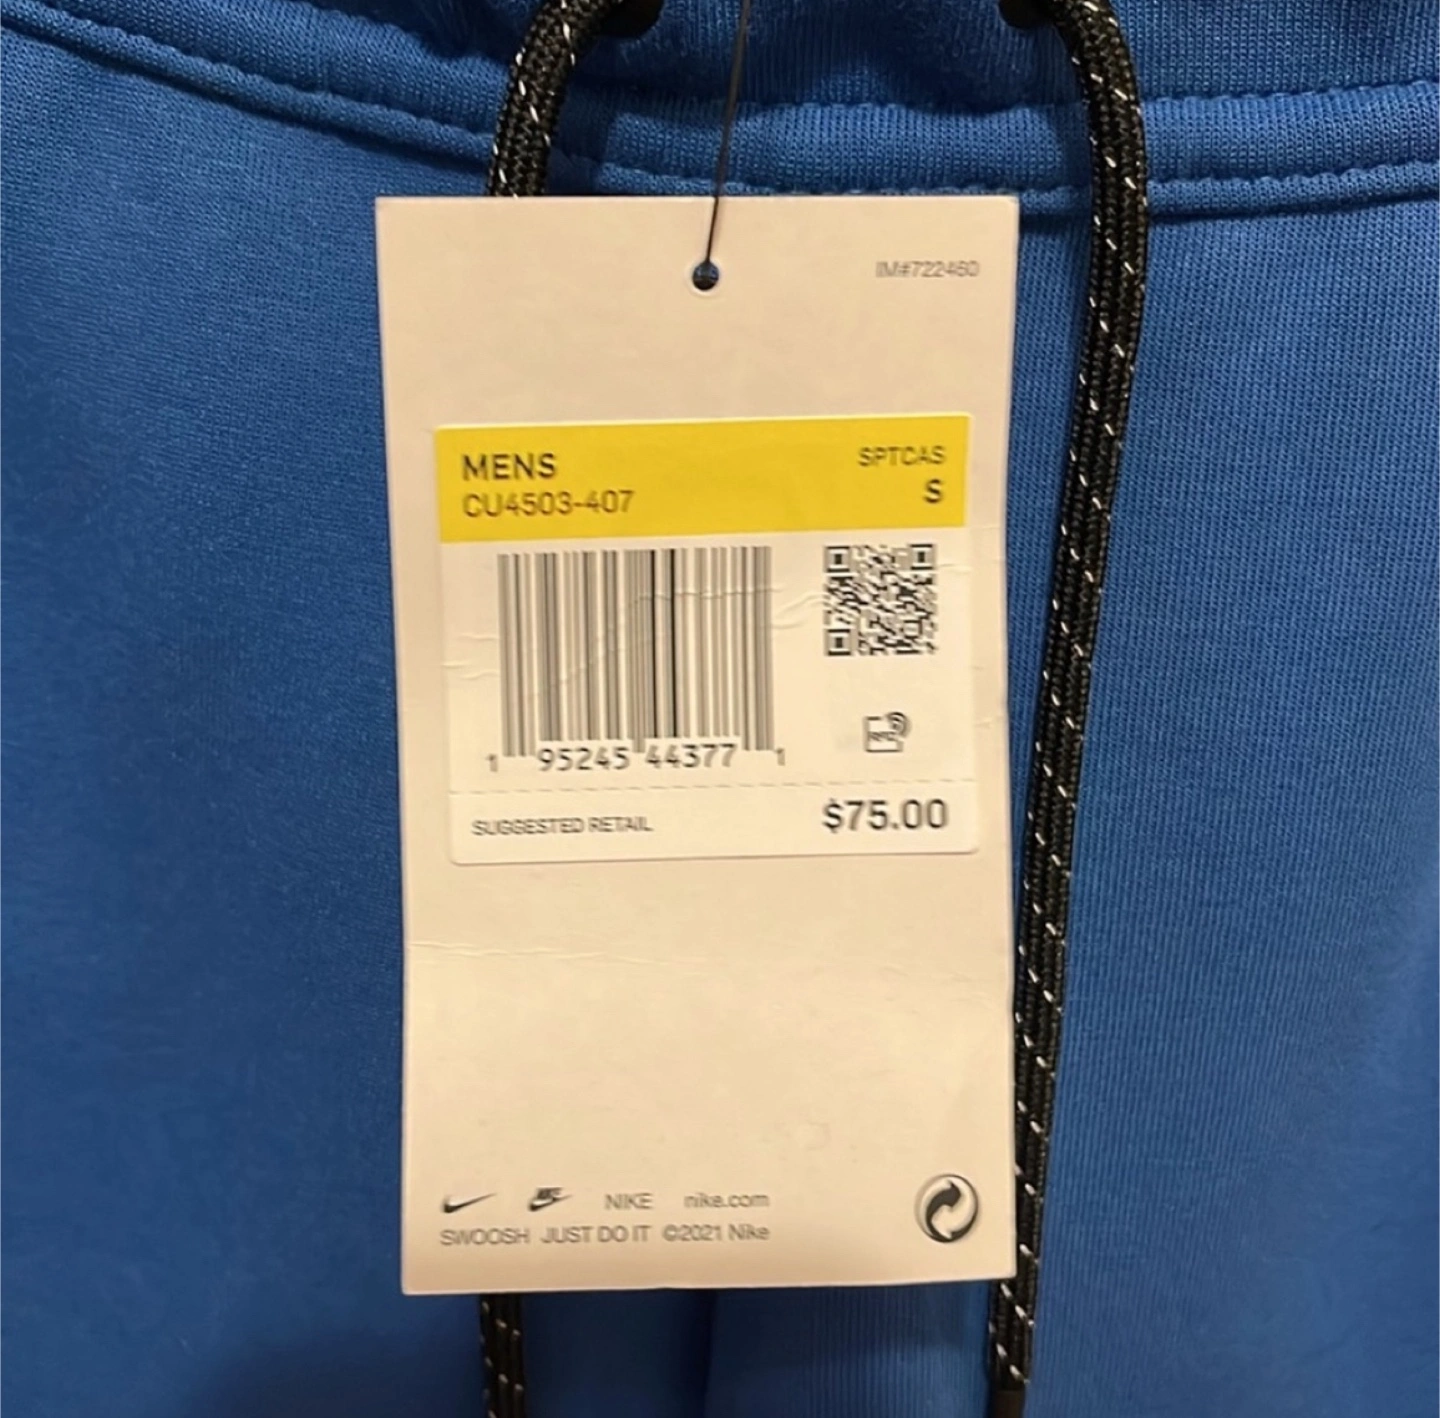 IM#722460
MENS SPTCAS
CU4503-407 S
1 95245 44377 1
SUGGESTED RETAIL $75.00
NIKE nike.com
SWOOSH JUST DO IT ©2021 Nike